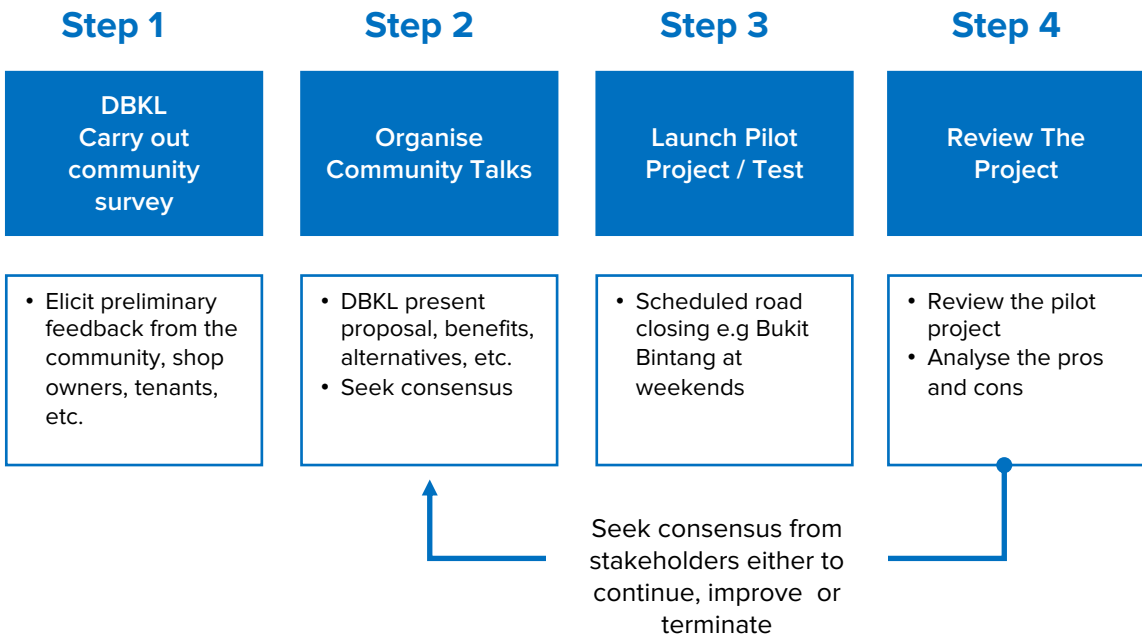 Step 1
DBKL
Carry out
community
survey
• Elicit preliminary
feedback from the
community, shop
owners, tenants,
etc.
Step 2
Organise
Community Talks
• DBKL present
proposal, benefits,
alternatives, etc.
• Seek consensus
Step 3
Launch Pilot
Project / Test
• Scheduled road
closing e.g Bukit
Bintang at
weekends
Step 4
Review The
Project
• Review the pilot
project
• Analyse the pros
and cons
Seek consensus from
stakeholders either to
continue, improve or
terminate